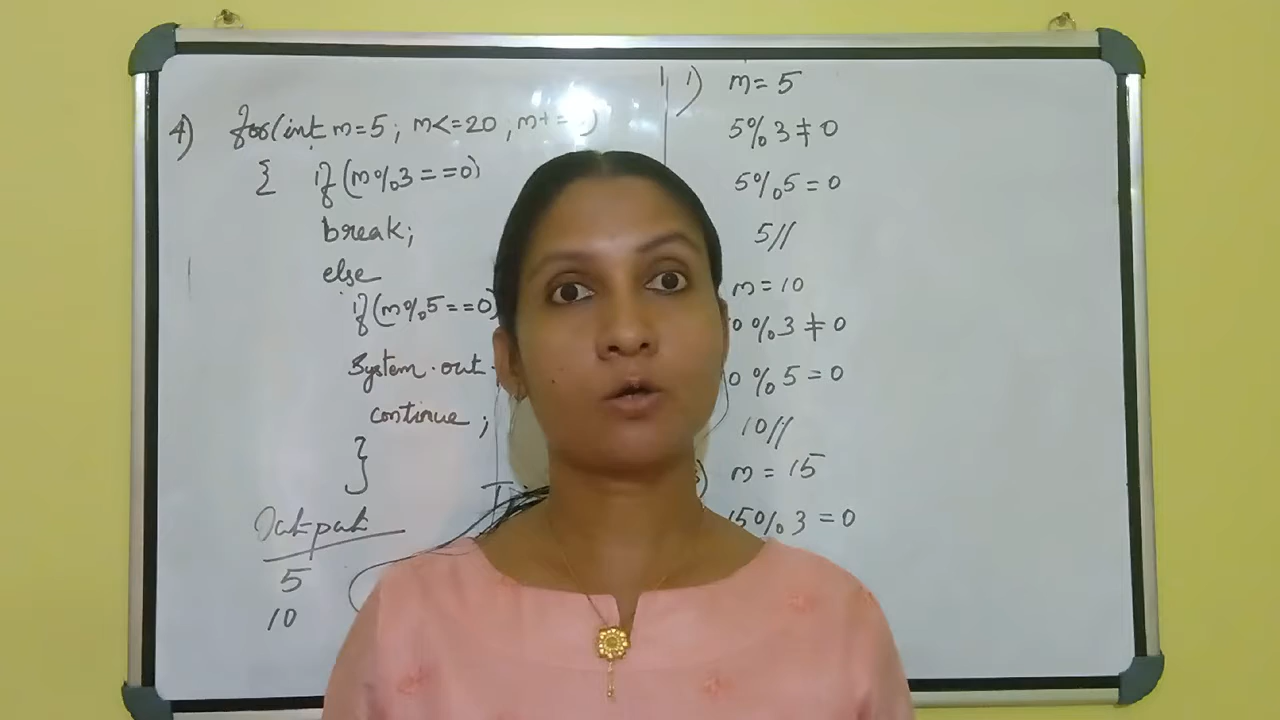 4) for(int m=5; m<=20; m+= )
{ if(m%3==0)
break;
else
if(m%5==0)
System.out.
continue;
}
Output
5
10
1) m=5
5%3≠0
5%5=0
5//
m=10
0%3≠0
0%5=0
10//
) m=15
15%3=0